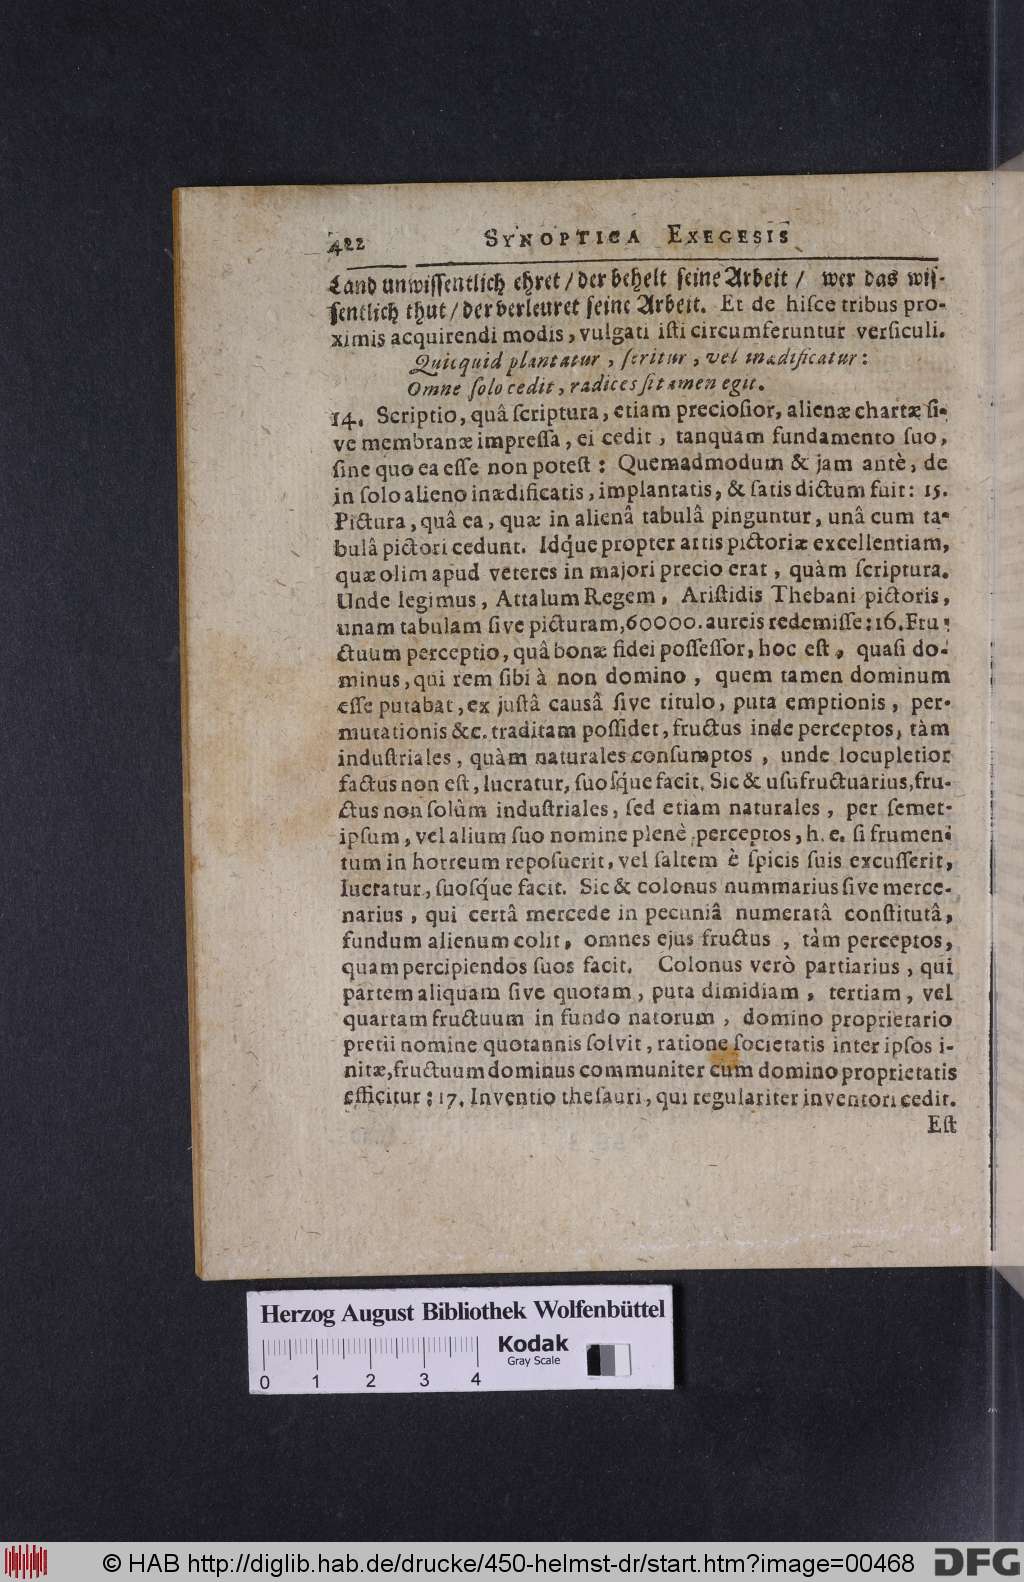 422 SYNOPTICA EXEGESIS
Land unwiſſentlich ehret / der behelt ſeine Arbeit / wer das wiſ-
ſentlich thut / der verleuret ſeine Arbeit. Et de hiſce tribus pro-
ximis acquirendi modis, vulgati iſti circumferuntur verſiculi.
Quicquid plantatur, ſeritur, vel inædificatur:
Omne ſolo cedit, radices ſi tamen egit.
14. Scriptio, quâ ſcriptura, etiam precioſior, alienæ chartæ ſi-
ve membranæ impreſſa, ei cedit, tanquam fundamento ſuo,
ſine quo ea eſſe non poteſt: Quemadmodum & jam antè, de
in ſolo alieno inædificatis, implantatis, & ſatis dictum fuit: 15.
Pictura, quâ ea, quæ in alienâ tabulâ pinguntur, unâ cum ta-
bulâ pictori cedunt. Idq́ue propter artis pictoriæ excellentiam,
quæ olim apud veteres in majori precio erat, quàm ſcriptura.
Unde legimus, Attalum Regem, Ariſtidis Thebani pictoris,
unam tabulam ſive picturam, 60000. aureis redemiſſe: 16. Fru-
ctuum perceptio, quâ bonæ fidei poſſeſſor, hoc eſt, quaſi do-
minus, qui rem ſibi à non domino, quem tamen dominum
eſſe putabat, ex juſtâ causâ ſive titulo, puta emptionis, per-
mutationis &c. traditam poſſidet, fructus inde perceptos, tàm
induſtriales, quàm naturales conſumptos, unde locupletior
factus non eſt, lucratur, ſuoſq́ue facit. Sic & uſufructuarius, fru-
ctus non ſolùm induſtriales, ſed etiam naturales, per ſemet-
ipſum, vel alium ſuo nomine plenè perceptos, h. e. ſi frumen-
tum in horreum repoſuerit, vel ſaltem è ſpicis ſuis excuſſerit,
lucratur, ſuoſq́ue facit. Sic & colonus nummarius ſive merce-
narius, qui certâ mercede in pecuniâ numeratâ conſtitutâ,
fundum alienum colit, omnes ejus fructus, tàm perceptos,
quam percipiendos ſuos facit. Colonus verò partiarius, qui
partem aliquam ſive quotam, puta dimidiam, tertiam, vel
quartam fructuum in fundo natorum, domino proprietario
pretii nomine quotannis ſolvit, ratione ſocietatis inter ipſos i-
nitæ, fructuum dominus communiter cum domino proprietatis
efficitur: 17. Inventio theſauri, qui regulariter inventori cedit.
Eſt
Herzog August Bibliothek Wolfenbüttel
Kodak
Gray Scale
0 1 2 3 4
© HAB http://diglib.hab.de/drucke/450-helmst-dr/start.htm?image=00468
DFG